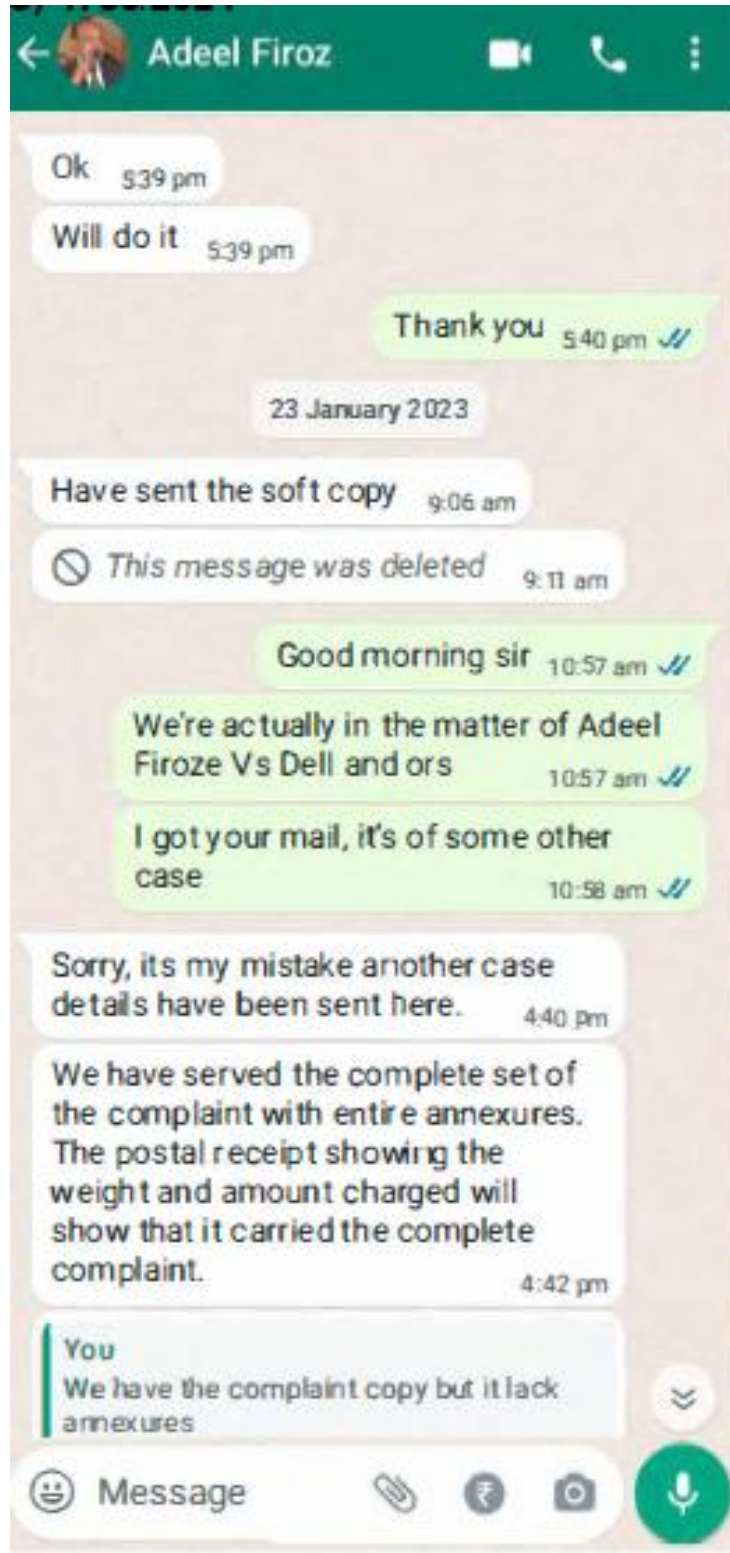 Adeel Firoz
Ok 5:39 pm
Will do it 5:39 pm
Thank you 5:40 pm
23 January 2023
Have sent the soft copy 9:06 am
This message was deleted 9:11 am
Good morning sir 10:57 am
We're actually in the matter of Adeel
Firoze Vs Dell and ors 10:57 am
I got your mail, it's of some other
case 10:58 am
Sorry, its my mistake another case
details have been sent here. 4:40 pm
We have served the complete set of
the complaint with entire annexures.
The postal receipt showing the
weight and amount charged will
show that it carried the complete
complaint. 4:42 pm
You
We have the complaint copy but it lack
annexures
Message